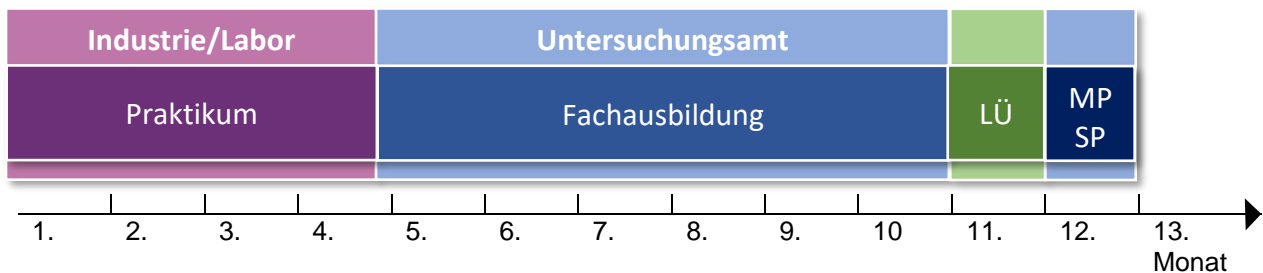 Industrie/Labor Untersuchungsamt
Praktikum Fachausbildung LÜ MP
SP
1. 2. 3. 4. 5. 6. 7. 8. 9. 10 11. 12. 13.
Monat